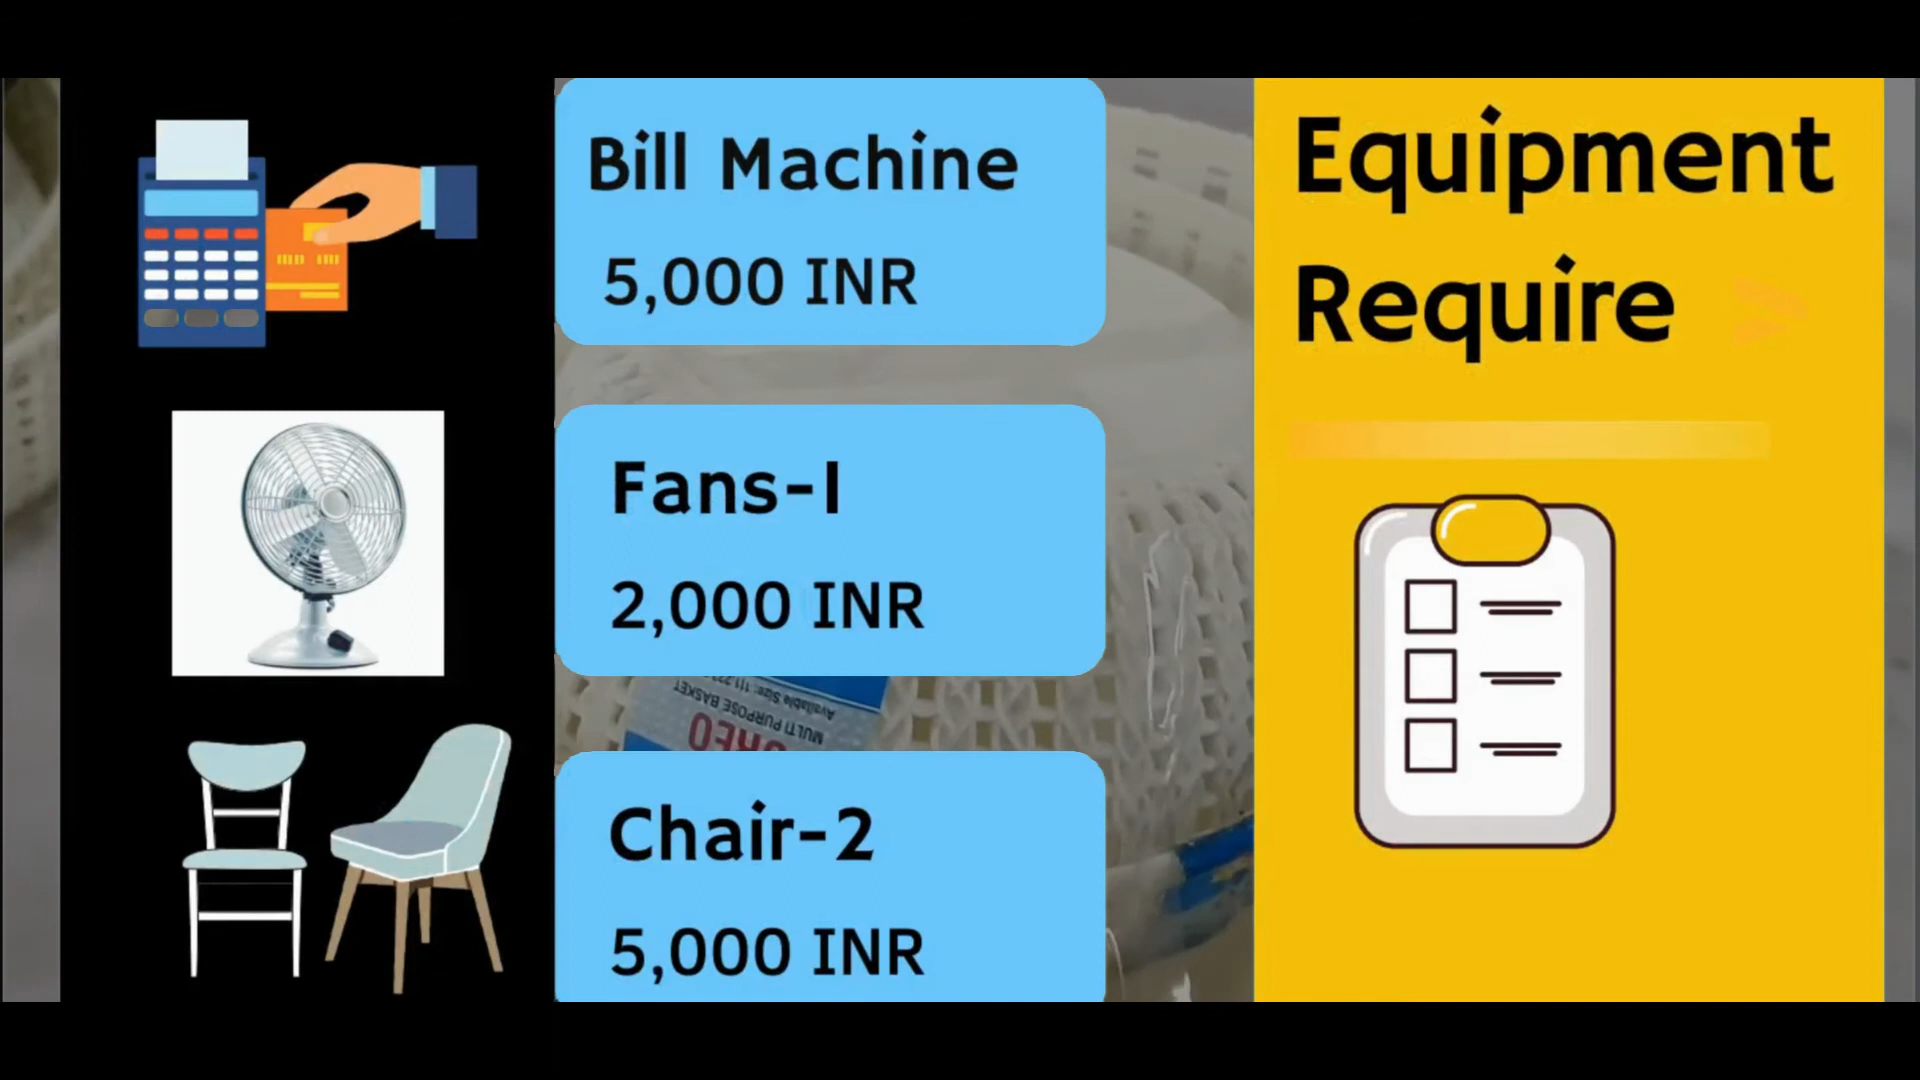 Bill Machine
5,000 INR
Equipment
Require
Fans-1
2,000 INR
MULTI PURPOSE BASKET
Chair-2
5,000 INR